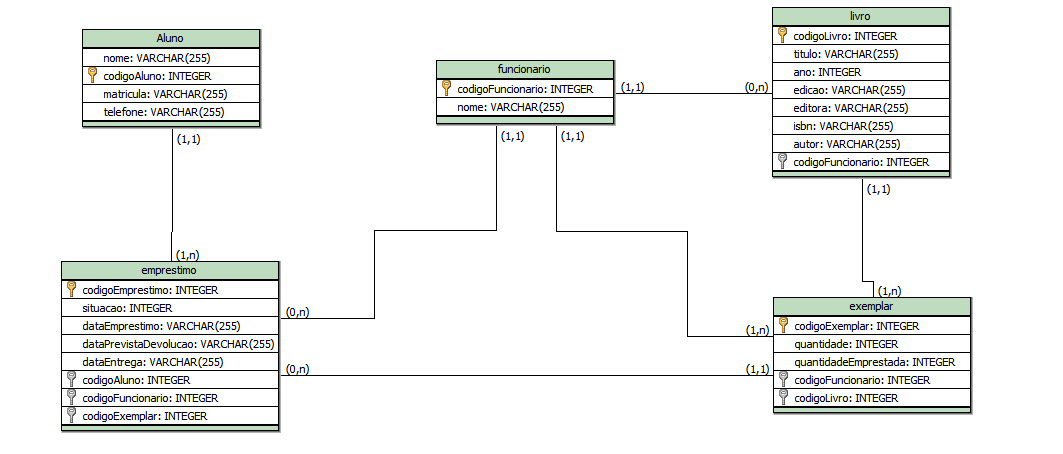 Aluno
nome: VARCHAR(255)
codigoAluno: INTEGER
matricula: VARCHAR(255)
telefone: VARCHAR(255)
(1,1)
(1,n)
funcionario
codigoFuncionario: INTEGER
nome: VARCHAR(255)
(1,1)
(0,n)
(1,1)
(1,1)
livro
codigoLivro: INTEGER
titulo: VARCHAR(255)
ano: INTEGER
edicao: VARCHAR(255)
editora: VARCHAR(255)
isbn: VARCHAR(255)
autor: VARCHAR(255)
codigoFuncionario: INTEGER
(1,1)
(1,n)
emprestimo
codigoEmprestimo: INTEGER
situacao: INTEGER
dataEmprestimo: VARCHAR(255)
dataPrevistaDevolucao: VARCHAR(255)
dataEntrega: VARCHAR(255)
codigoAluno: INTEGER
codigoFuncionario: INTEGER
codigoExemplar: INTEGER
(0,n)
(1,n)
(0,n)
(1,1)
exemplar
codigoExemplar: INTEGER
quantidade: INTEGER
quantidadeEmprestada: INTEGER
codigoFuncionario: INTEGER
codigoLivro: INTEGER